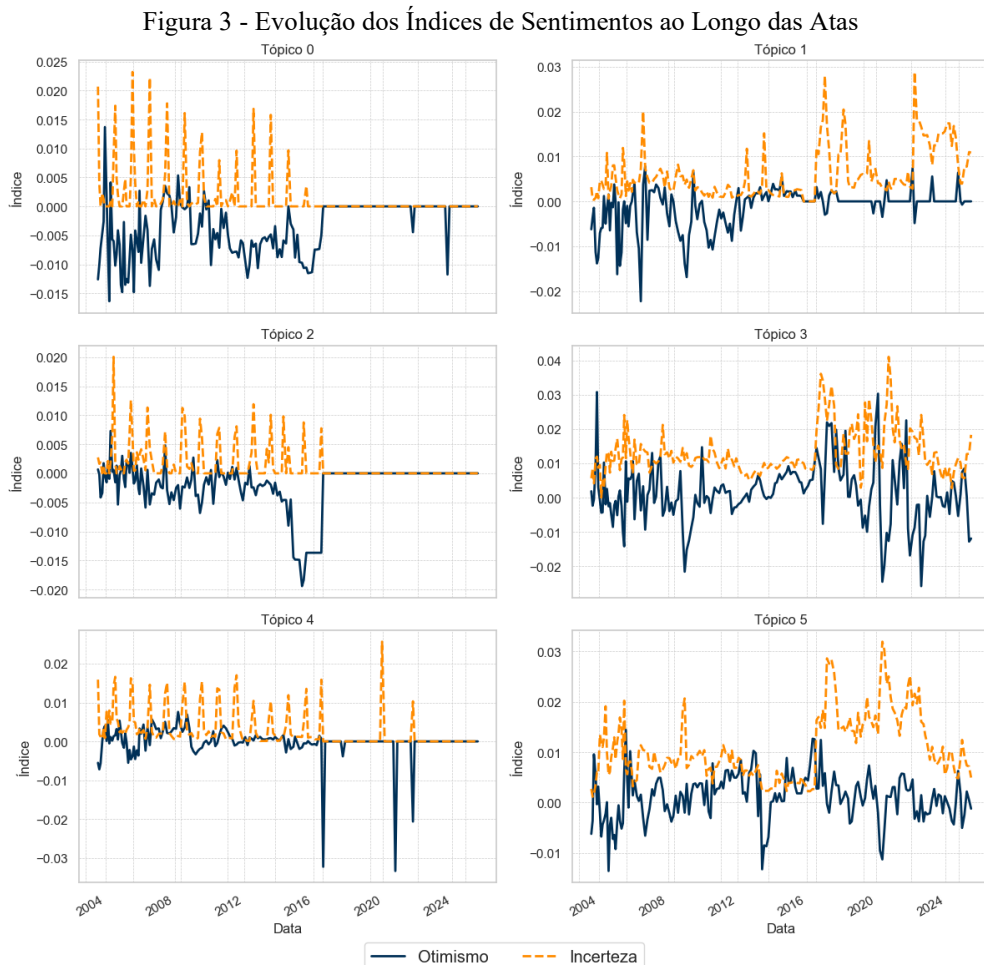 Figura 3 - Evolução dos Índices de Sentimentos ao Longo das Atas
Tópico 0
0.025
0.020
0.015
0.010
0.005
0.000
−0.005
−0.010
−0.015
Índice
Tópico 1
0.03
0.02
0.01
0.00
−0.01
−0.02
Índice
Tópico 2
0.020
0.015
0.010
0.005
0.000
−0.005
−0.010
−0.015
−0.020
Índice
Tópico 3
0.04
0.03
0.02
0.01
0.00
−0.01
−0.02
Índice
Tópico 4
0.02
0.01
0.00
−0.01
−0.02
−0.03
Índice
2004 2008 2012 2016 2020 2024
Data
Tópico 5
0.03
0.02
0.01
0.00
−0.01
Índice
2004 2008 2012 2016 2020 2024
Data
Otimismo Incerteza